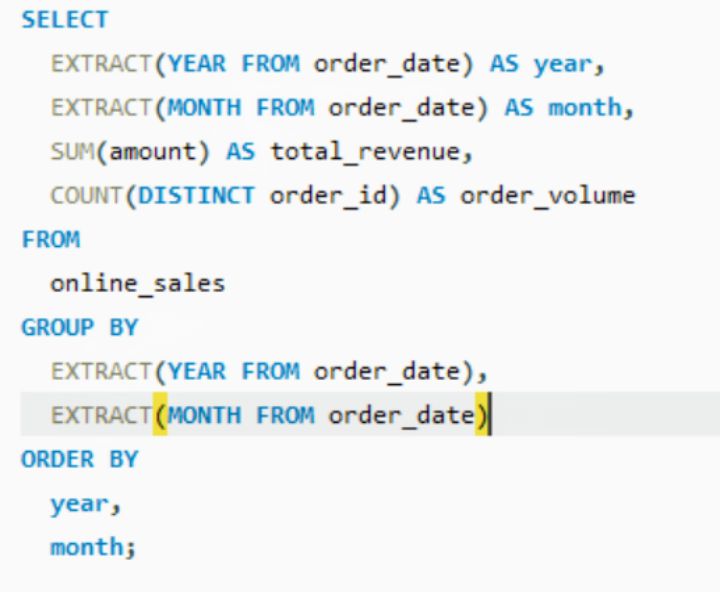 SELECT
EXTRACT(YEAR FROM order_date) AS year,
EXTRACT(MONTH FROM order_date) AS month,
SUM(amount) AS total_revenue,
COUNT(DISTINCT order_id) AS order_volume
FROM
online_sales
GROUP BY
EXTRACT(YEAR FROM order_date),
EXTRACT(MONTH FROM order_date)
ORDER BY
year,
month;